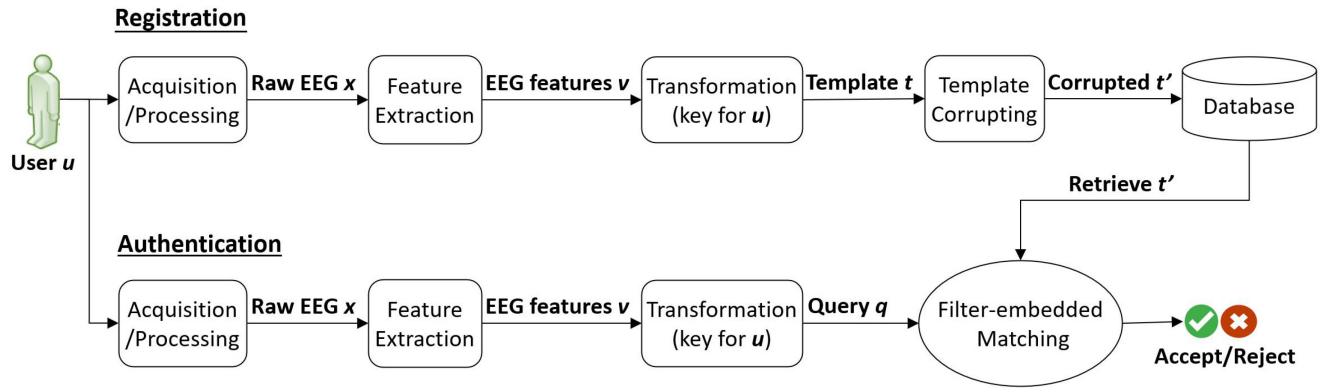 Registration
Acquisition
/Processing
Raw EEG x
Feature
Extraction
EEG features v
Transformation
(key for u)
Template t
Template
Corrupting
Corrupted t’
Database
User u
Retrieve t’
Authentication
Acquisition
/Processing
Raw EEG x
Feature
Extraction
EEG features v
Transformation
(key for u)
Query q
Filter-embedded
Matching
Accept/Reject